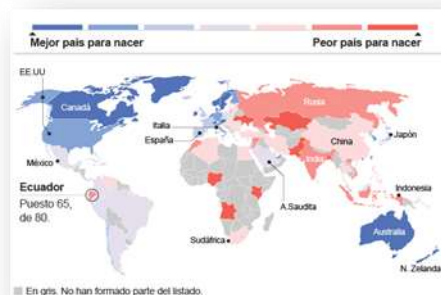 Mejor país para nacer
Peor país para nacer
EE.UU
Canadá
Rusia
Italia
España
China
Japón
México
India
Ecuador
Puesto 65,
de 80.
A.Saudita
Indonesia
Sudáfrica
Australia
N. Zelanda
En gris. No han formado parte del listado.